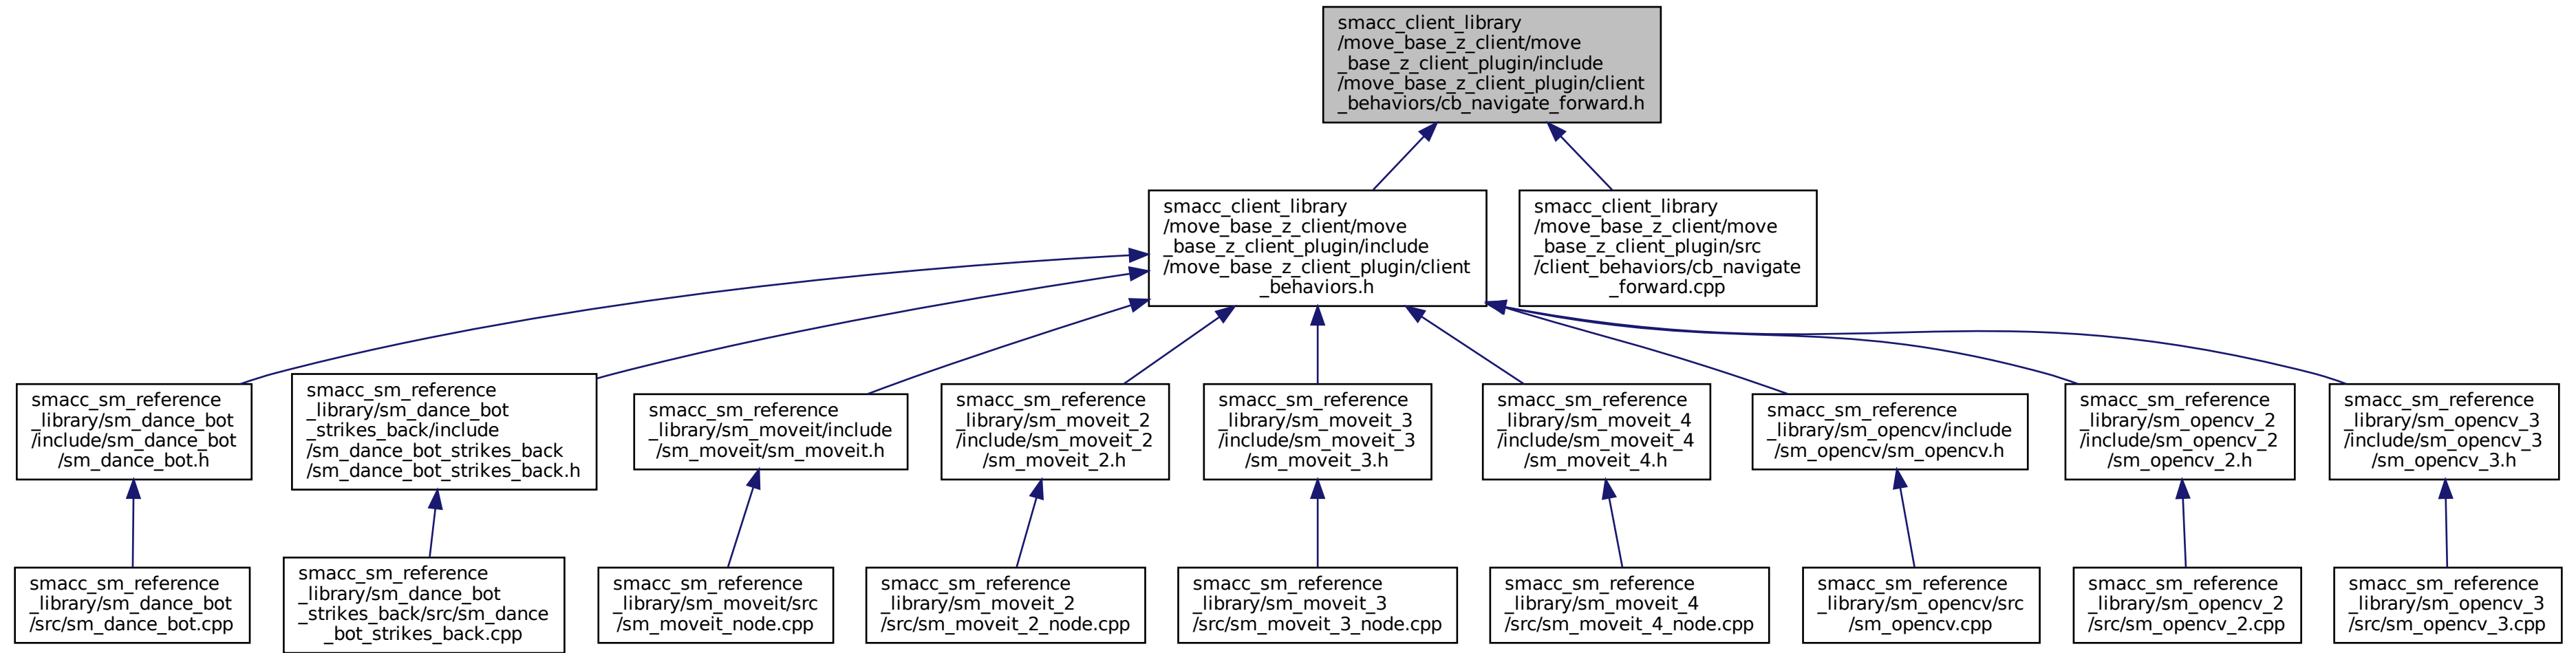 smacc_client_library
/move_base_z_client/move
_base_z_client_plugin/include
/move_base_z_client_plugin/client
_behaviors/cb_navigate_forward.h
smacc_client_library
/move_base_z_client/move
_base_z_client_plugin/include
/move_base_z_client_plugin/client
_behaviors.h
smacc_client_library
/move_base_z_client/move
_base_z_client_plugin/src
/client_behaviors/cb_navigate
_forward.cpp
smacc_sm_reference
_library/sm_dance_bot
/include/sm_dance_bot
/sm_dance_bot.h
smacc_sm_reference
_library/sm_dance_bot
_strikes_back/include
/sm_dance_bot_strikes_back
/sm_dance_bot_strikes_back.h
smacc_sm_reference
_library/sm_moveit/include
/sm_moveit/sm_moveit.h
smacc_sm_reference
_library/sm_moveit_2
/include/sm_moveit_2
/sm_moveit_2.h
smacc_sm_reference
_library/sm_moveit_3
/include/sm_moveit_3
/sm_moveit_3.h
smacc_sm_reference
_library/sm_moveit_4
/include/sm_moveit_4
/sm_moveit_4.h
smacc_sm_reference
_library/sm_opencv/include
/sm_opencv/sm_opencv.h
smacc_sm_reference
_library/sm_opencv_2
/include/sm_opencv_2
/sm_opencv_2.h
smacc_sm_reference
_library/sm_opencv_3
/include/sm_opencv_3
/sm_opencv_3.h
smacc_sm_reference
_library/sm_dance_bot
/src/sm_dance_bot.cpp
smacc_sm_reference
_library/sm_dance_bot
_strikes_back/src/sm_dance
_bot_strikes_back.cpp
smacc_sm_reference
_library/sm_moveit/src
/sm_moveit_node.cpp
smacc_sm_reference
_library/sm_moveit_2
/src/sm_moveit_2_node.cpp
smacc_sm_reference
_library/sm_moveit_3
/src/sm_moveit_3_node.cpp
smacc_sm_reference
_library/sm_moveit_4
/src/sm_moveit_4_node.cpp
smacc_sm_reference
_library/sm_opencv/src
/sm_opencv.cpp
smacc_sm_reference
_library/sm_opencv_2
/src/sm_opencv_2.cpp
smacc_sm_reference
_library/sm_opencv_3
/src/sm_opencv_3.cpp